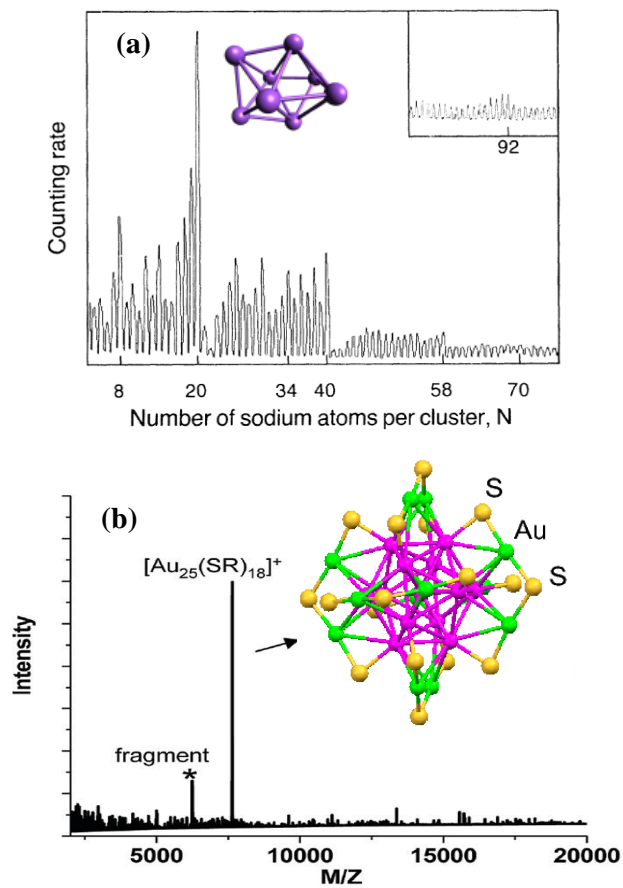 (a)
92
Counting rate
8 20 34 40 58 70
Number of sodium atoms per cluster, N
(b)
S
Au
S
[Au₂₅(SR)₁₈]⁺
Intensity
fragment
*
5000 10000 15000 20000
M/Z